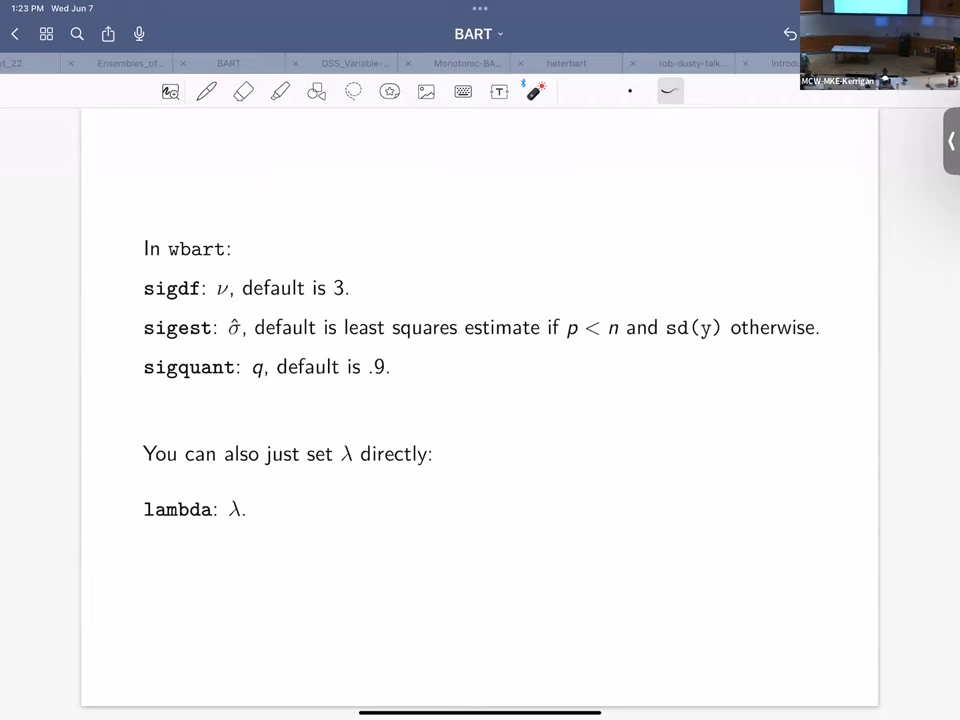 1:23 PM Wed Jun 7
BART
et_22
Ensembles_of...
BART
DSS_Variable-...
Monotonic-BA...
heterbart
rob-dusty-talk...
Introdu
MCW-MKE-Kerrigan
T
In wbart:
sigdf: ν, default is 3.
sigest: σ̂, default is least squares estimate if p < n and sd(y) otherwise.
sigquant: q, default is .9.
You can also just set λ directly:
lambda: λ.